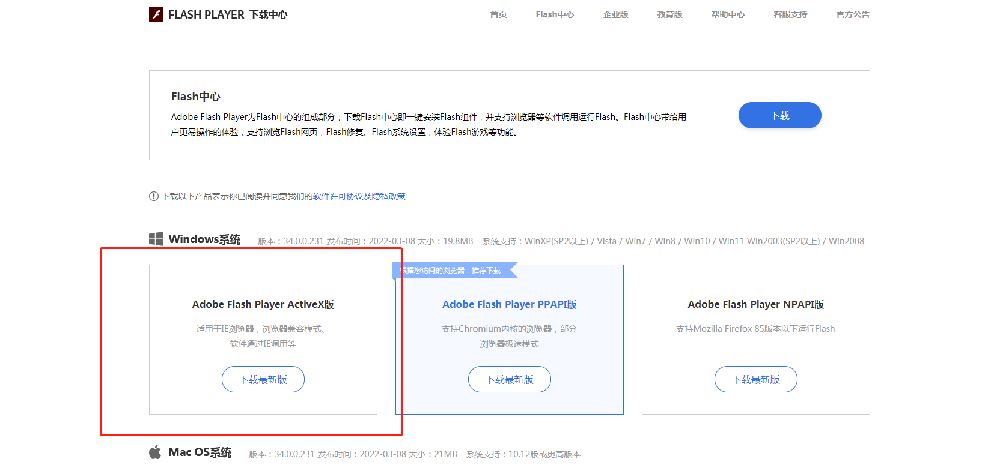 FLASH PLAYER 下载中心
首页 Flash中心 企业版 教育版 帮助中心 客服支持 官方公告
Flash中心
Adobe Flash Player为Flash中心的组成部分，下载Flash中心即一键安装Flash组件，并支持浏览器等软件调用运行Flash。Flash中心带给用
户更易操作的体验，支持浏览Flash网页，Flash修复、Flash系统设置，体验Flash游戏等功能。
下载
下载以下产品表示你已阅读并同意我们的软件许可协议及隐私政策
Windows系统 版本：34.0.0.231 发布时间：2022-03-08 大小：19.8MB 系统支持：WinXP(SP2以上) / Vista / Win7 / Win8 / Win10 / Win11 Win2003(SP2以上) / Win2008
Adobe Flash Player ActiveX版
适用于IE浏览器，浏览器兼容模式、
软件通过IE调用等
下载最新版
根据您访问的浏览器，推荐下载
Adobe Flash Player PPAPI版
支持Chromium内核的浏览器，部分
浏览器极速模式
下载最新版
Adobe Flash Player NPAPI版
支持Mozilla Firefox 85版本以下运行Flash
下载最新版
Mac OS系统 版本：34.0.0.231 发布时间：2022-03-08 大小：21MB 系统支持：10.12版或更高版本